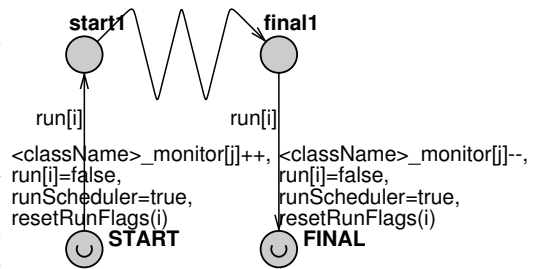 start1 final1
run[i] run[i]
<className>_monitor[j]++, <className>_monitor[j]--,
run[i]=false, run[i]=false,
runScheduler=true, runScheduler=true,
resetRunFlags(i) resetRunFlags(i)
START FINAL